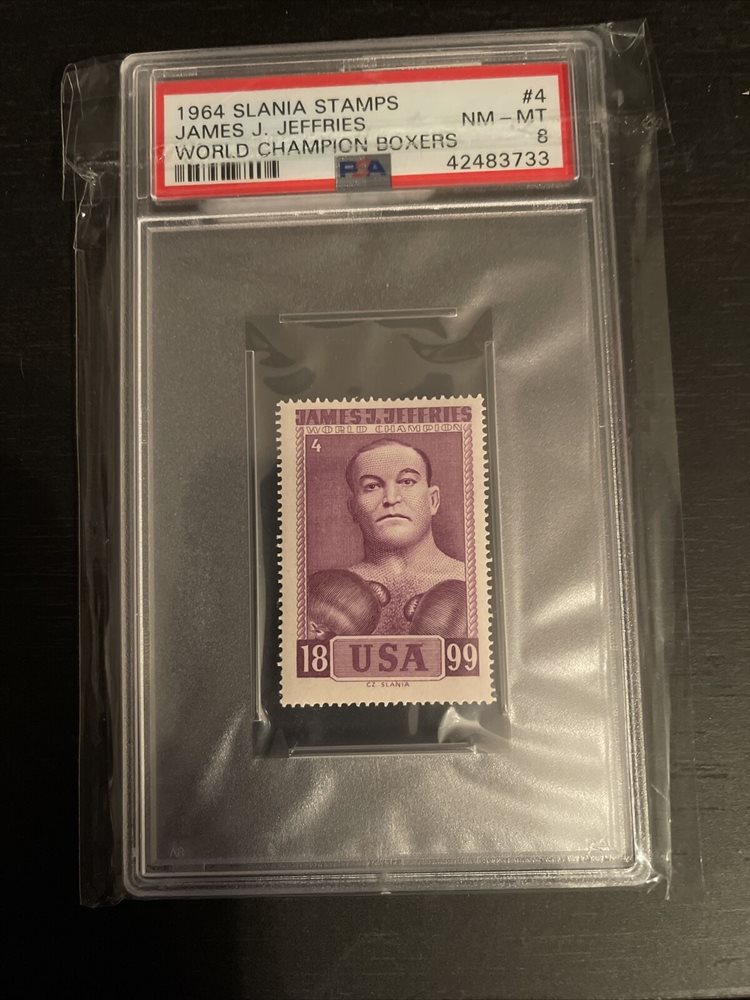 1964 SLANIA STAMPS #4
JAMES J. JEFFRIES NM - MT
WORLD CHAMPION BOXERS 8
PSA 42483733
JAMES J. JEFFRIES
WORLD CHAMPION
4
18 USA 99
CZ. SLANIA